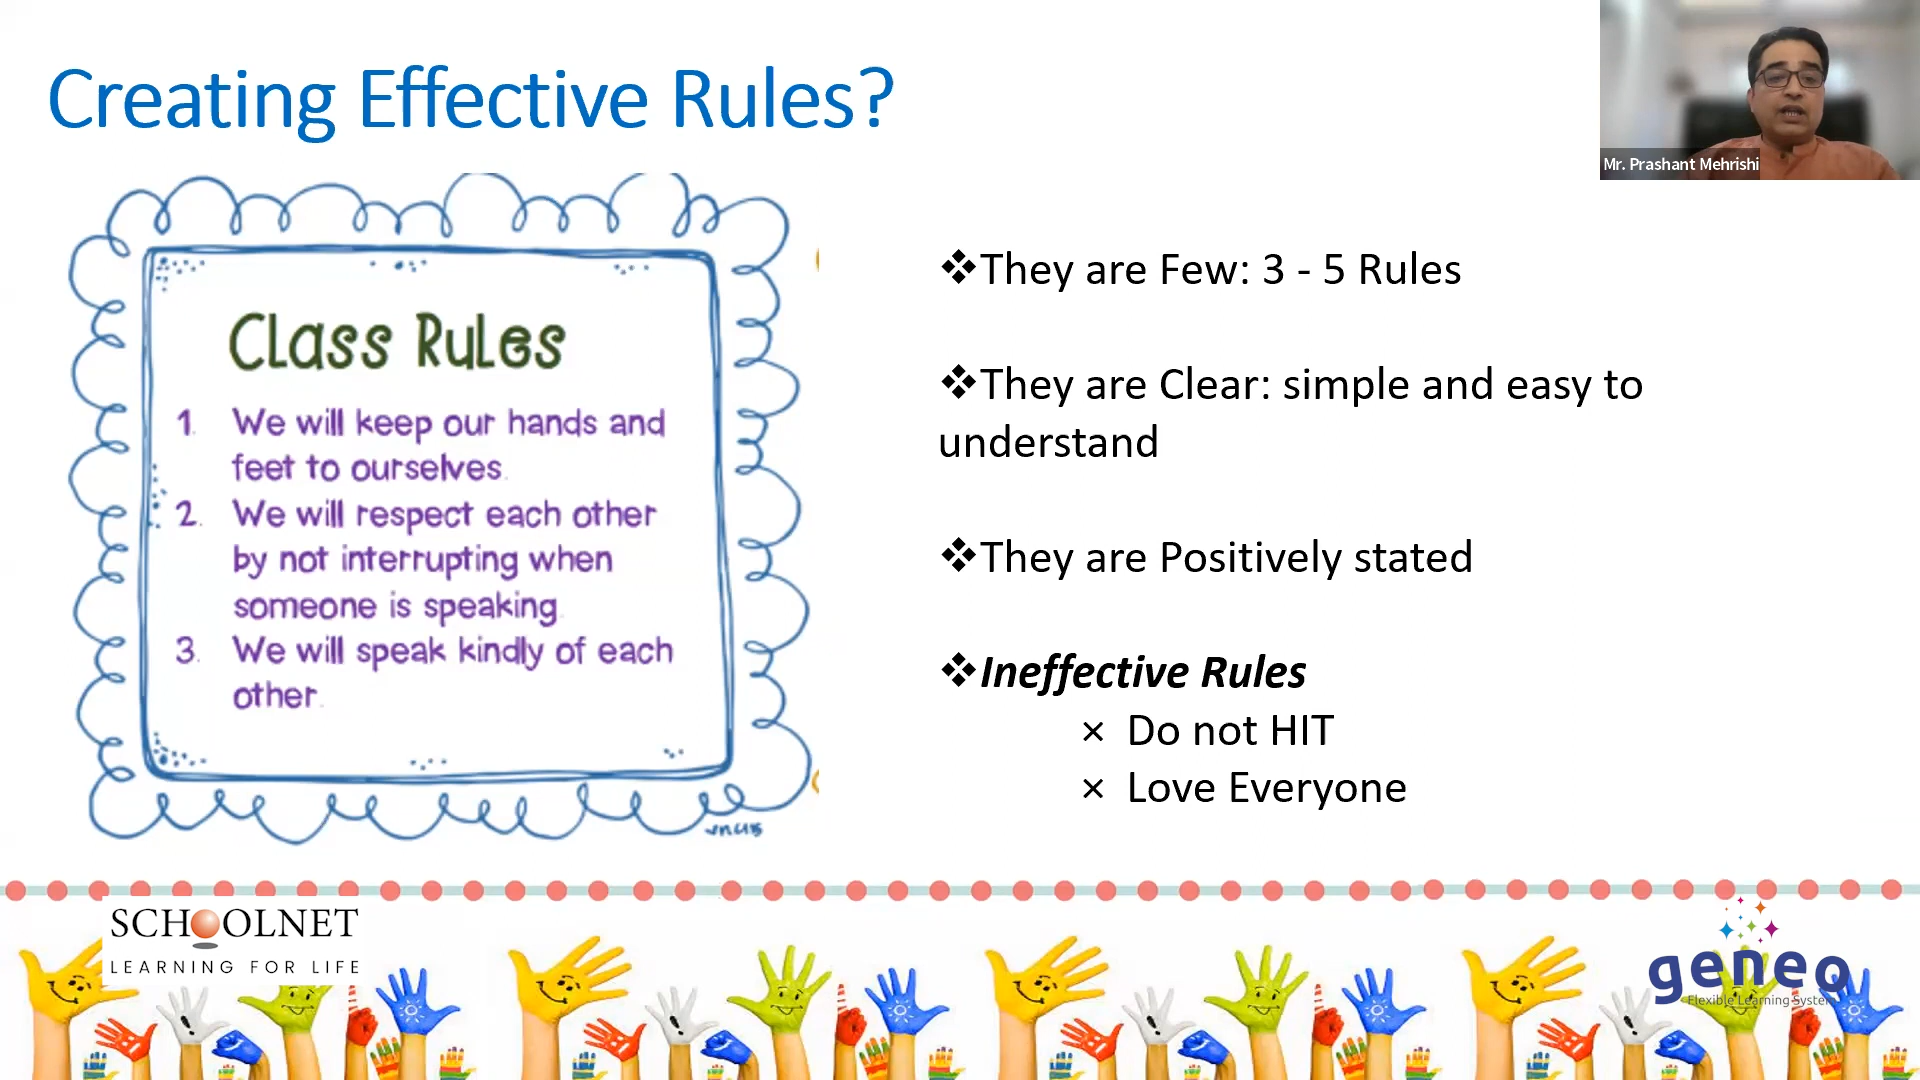 Creating Effective Rules?
Mr. Prashant Mehrishi
Class Rules
1. We will keep our hands and
feet to ourselves.
2. We will respect each other
by not interrupting when
someone is speaking.
3. We will speak kindly of each
other.
❖They are Few: 3 - 5 Rules
❖They are Clear: simple and easy to
understand
❖They are Positively stated
❖Ineffective Rules
× Do not HIT
× Love Everyone
SCHOOLNET
LEARNING FOR LIFE
geneo
Flexible Learning System